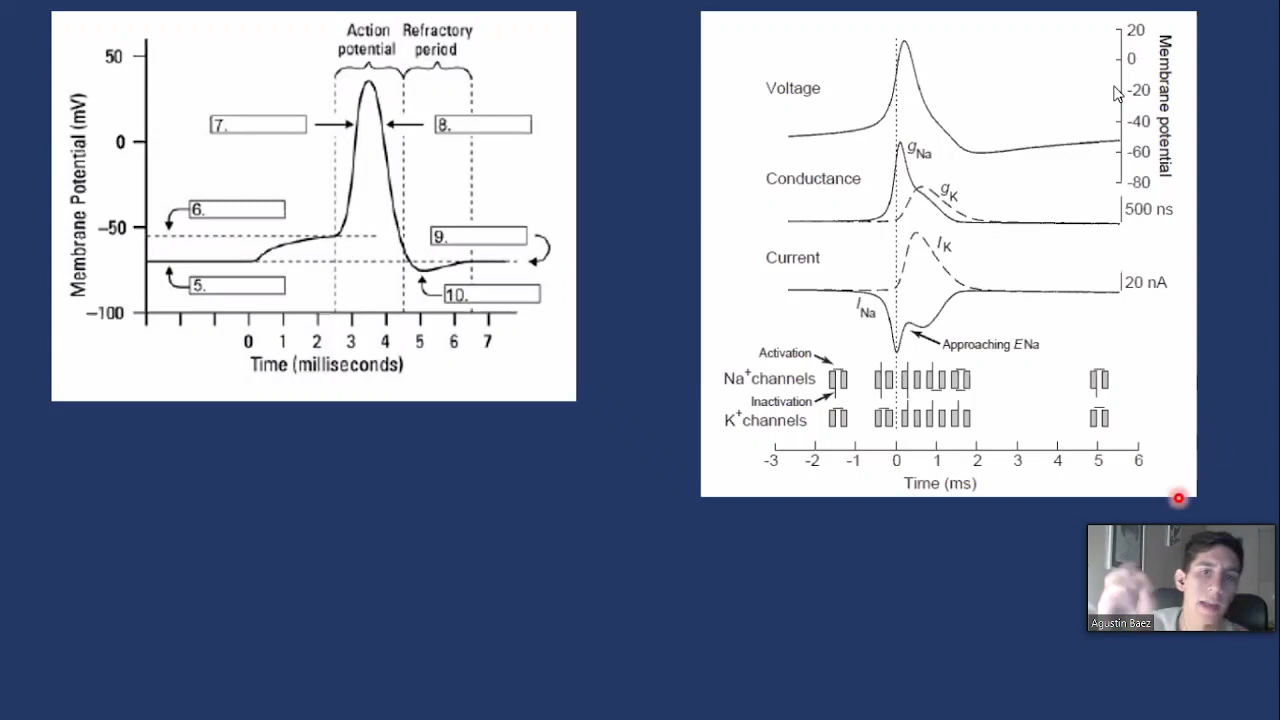 Action Refractory
potential period
50
0
−50
−100
Membrane Potential (mV)
7.
8.
6.
9.
5.
10.
0 1 2 3 4 5 6 7
Time (milliseconds)
20
0
-20
-40
-60
-80
Membrane potential
Voltage
gNa
Conductance
gK
500 ns
IK
Current
20 nA
INa
Approaching ENa
Activation
Na+channels
Inactivation
K+channels
-3 -2 -1 0 1 2 3 4 5 6
Time (ms)
Agustin Baez